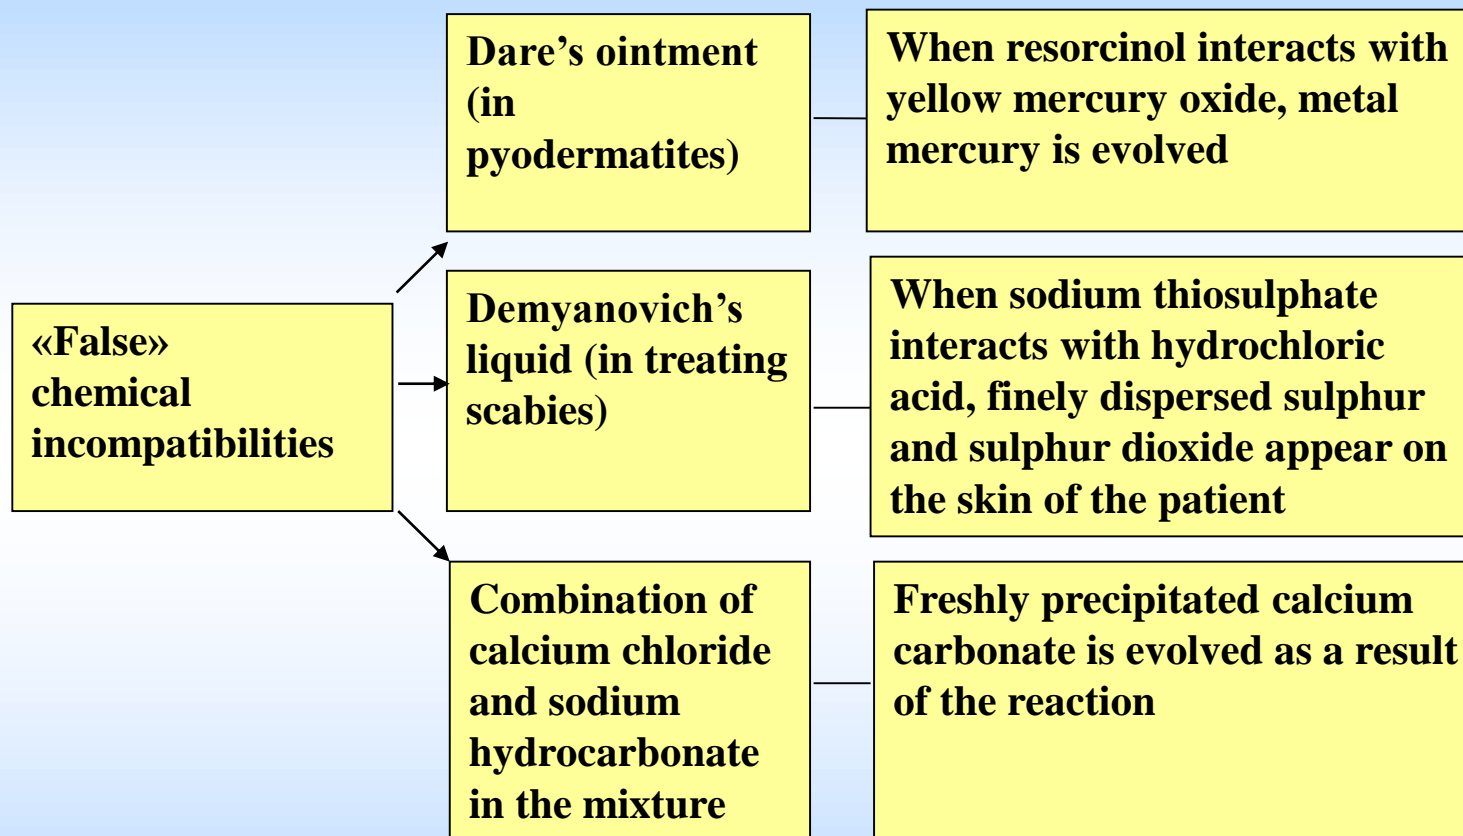 «False»
chemical
incompatibilities
Dare’s ointment
(in
pyodermatites)
When resorcinol interacts with
yellow mercury oxide, metal
mercury is evolved
Demyanovich’s
liquid (in treating
scabies)
When sodium thiosulphate
interacts with hydrochloric
acid, finely dispersed sulphur
and sulphur dioxide appear on
the skin of the patient
Combination of
calcium chloride
and sodium
hydrocarbonate
in the mixture
Freshly precipitated calcium
carbonate is evolved as a result
of the reaction